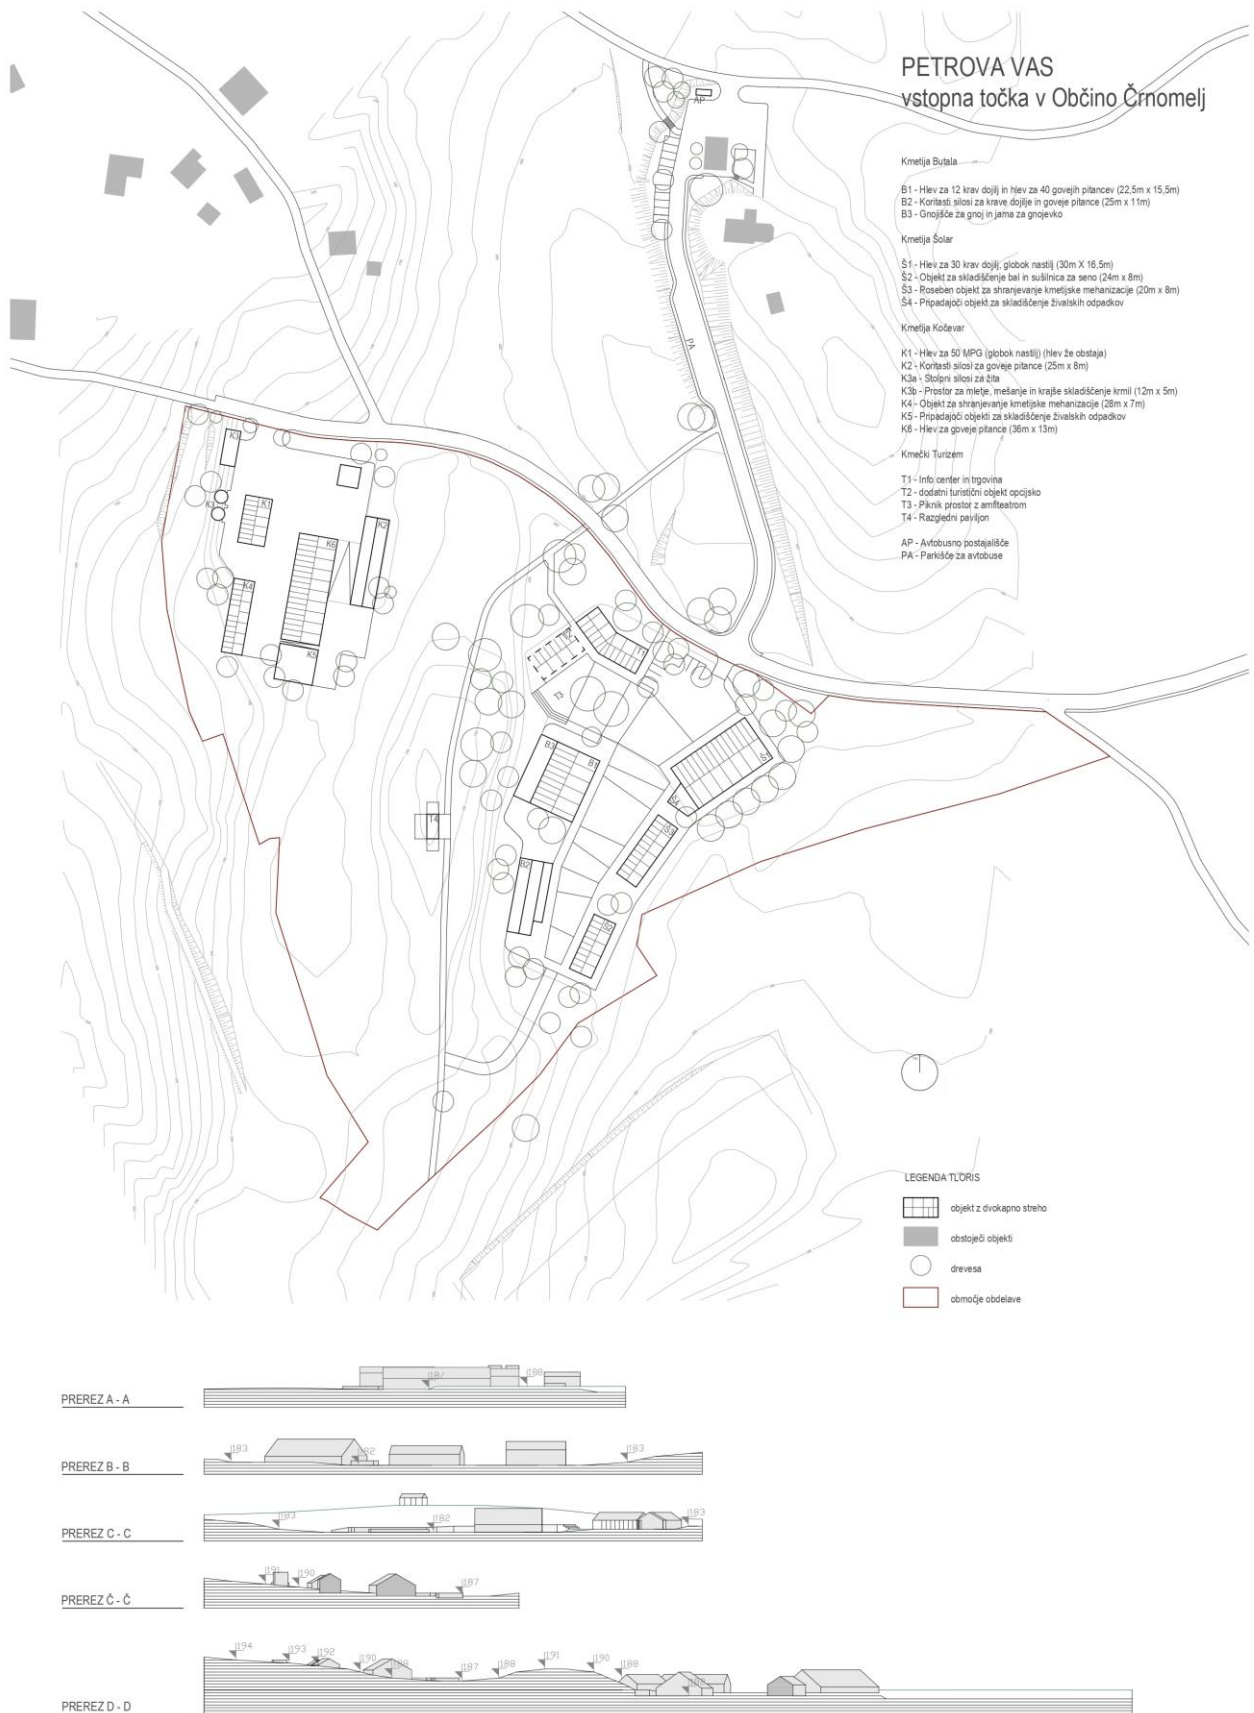 PETROVA VAS
vstopna točka v Občino Črnomelj
Kmetija Butala
B1 - Hlev za 12 krav dojilj in hlev za 40 govejih pitancev (22,5m x 15,5m)
B2 - Koritasti silosi za krave dojilje in goveje pitance (25m x 11m)
B3 - Gnojišče za gnoj in jama za gnojevko
Kmetija Šolar
Š1 - Hlev za 30 krav dojilj, globok nastilj (30m X 16,5m)
Š2 - Objekt za skladiščenje bal in sušilnica za seno (24m x 8m)
Š3 - Poseben objekt za shranjevanje kmetijske mehanizacije (20m x 8m)
Š4 - Pripadajoči objekt za skladiščenje živalskih odpadkov
Kmetija Kočevar
K1 - Hlev za 50 MPG (globok nastilj) (hlev že obstaja)
K2 - Koritasti silosi za goveje pitance (25m x 8m)
K3a - Stolpni silosi za žita
K3b - Prostor za mletje, mešanje in krajše skladiščenje krmil (12m x 5m)
K4 - Objekt za shranjevanje kmetijske mehanizacije (28m x 7m)
K5 - Pripadajoči objekti za skladiščenje živalskih odpadkov
K6 - Hlev za goveje pitance (36m x 13m)
Kmečki Turizem
T1 - Info center in trgovina
T2 - dodatni turistični objekt opcijsko
T3 - Piknik prostor z amfiteatrom
T4 - Razgledni paviljon
AP - Avtobusno postajališče
PA - Parkišče za avtobuse
AP
PA
K3
K1
K2
K6
K4
K5
T2
T1
T3
B3
B1
T4
Š4
Š3
B2
Š2
LEGENDA TLORIS
objekt z dvokapno streho
obstoječi objekti
drevesa
območje obdelave
PREREZ A - A
187
188
PREREZ B - B
183
182
183
PREREZ C - C
183
182
183
PREREZ Č - Č
191
190
187
PREREZ D - D
194
193
192
190
188
187
188
191
190
188